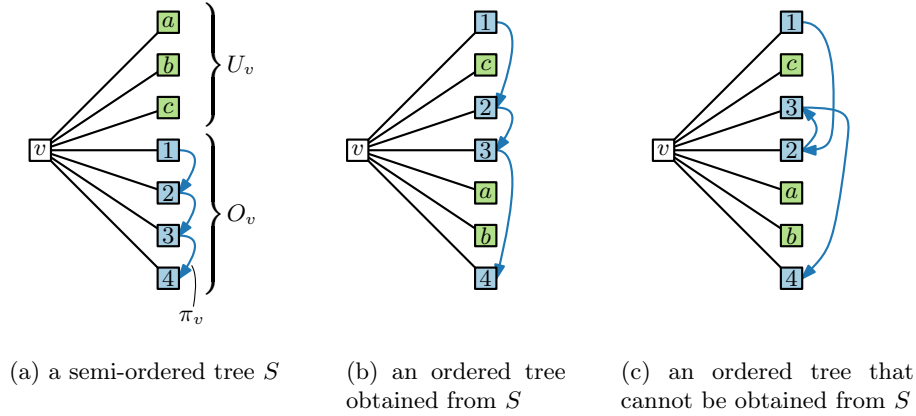 a
b
c
U_v
v
1
2
3
4
O_v
π_v
1
c
2
v
3
a
b
4
1
c
3
v
2
a
b
4
(a) a semi-ordered tree S
(b) an ordered tree
obtained from S
(c) an ordered tree that
cannot be obtained from S